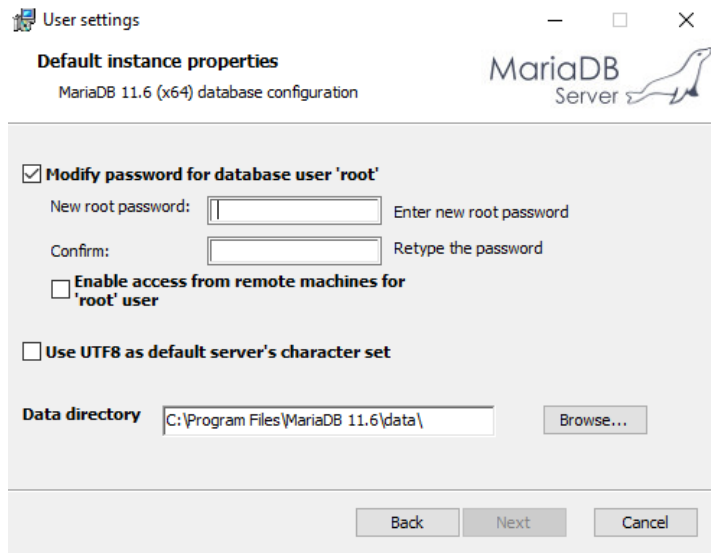 User settings
Default instance properties
MariaDB 11.6 (x64) database configuration
MariaDB
Server
Modify password for database user 'root'
New root password:
Enter new root password
Confirm:
Retype the password
Enable access from remote machines for
'root' user
Use UTF8 as default server's character set
Data directory
C:\Program Files\MariaDB 11.6\data\
Browse...
Back
Next
Cancel